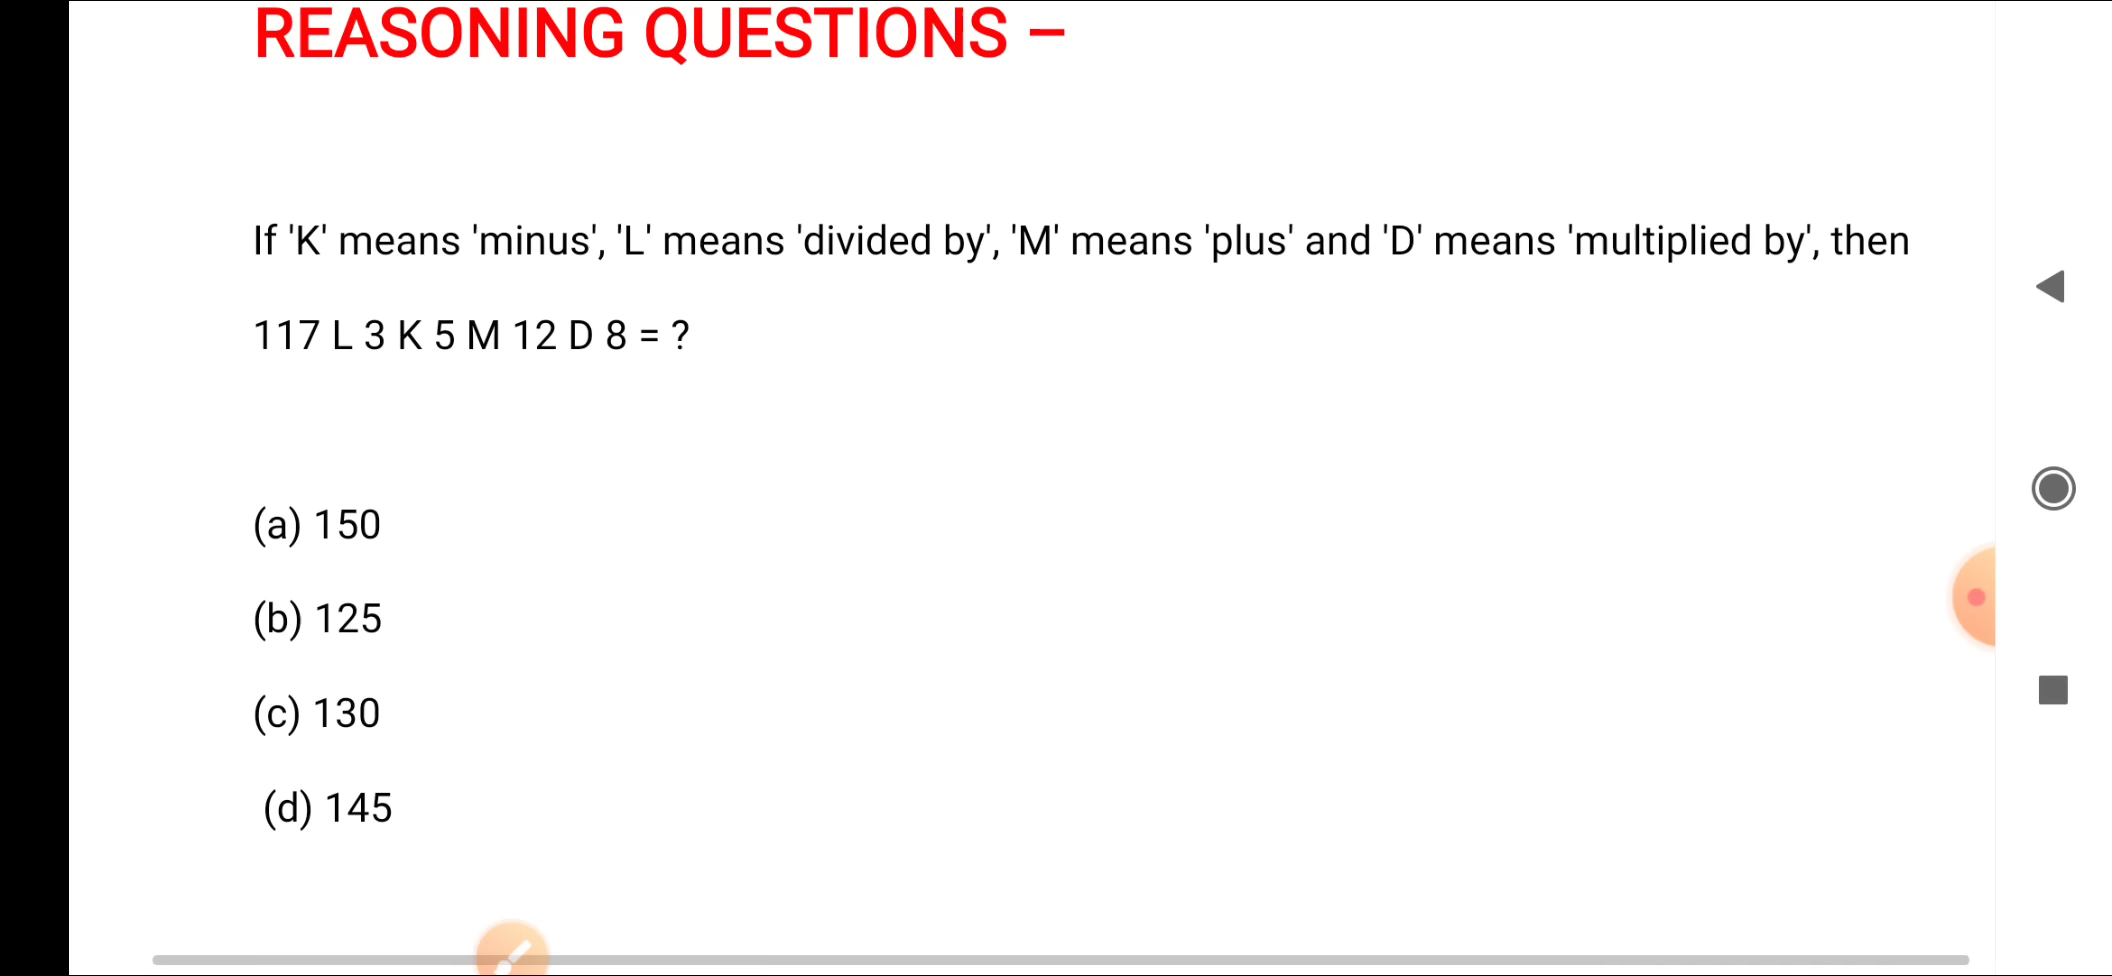 REASONING QUESTIONS –
If 'K' means 'minus', 'L' means 'divided by', 'M' means 'plus' and 'D' means 'multiplied by', then
117 L 3 K 5 M 12 D 8 = ?
(a) 150
(b) 125
(c) 130
(d) 145